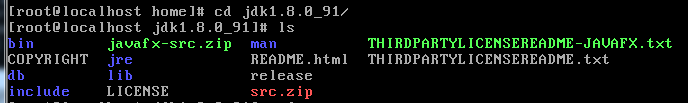 [root@localhost home]# cd jdk1.8.0_91/
[root@localhost jdk1.8.0_91]# ls
bin javafx-src.zip man THIRDPARTYLICENSEREADME-JAVAFX.txt
COPYRIGHT jre README.html THIRDPARTYLICENSEREADME.txt
db lib release
include LICENSE src.zip